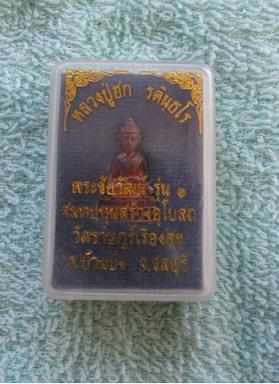 หลวงปู่ฮก รตินฺธโร
พระชัยวัฒน์ รุ่น ๑
สมทบทุนสร้างอุโบสถ
วัดราษฎร์เรืองสุข
อ.บ้านบึง จ.ชลบุรี